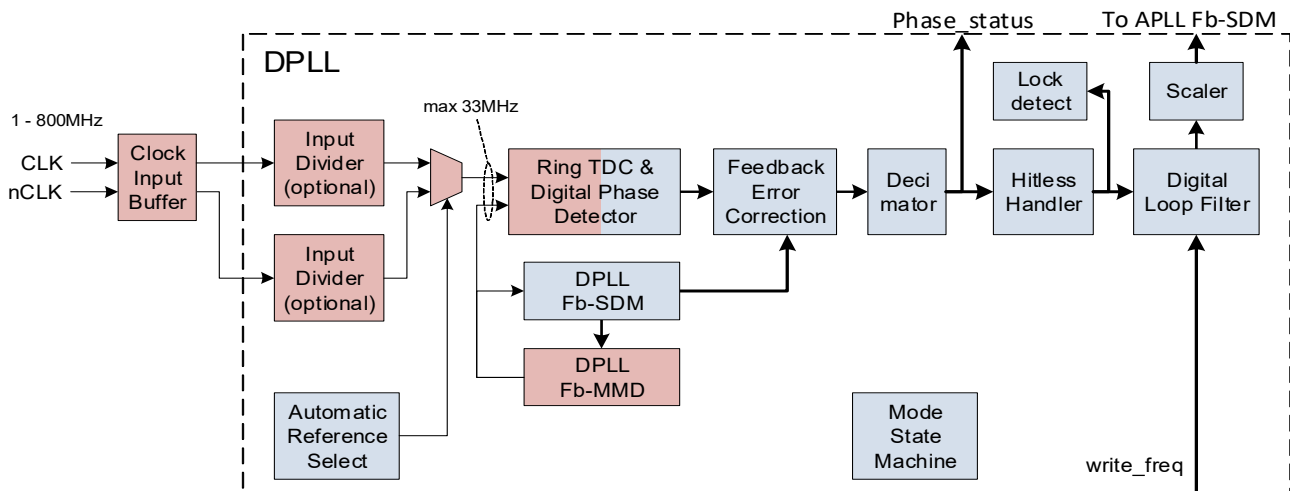 Phase_status
To APLL Fb-SDM
DPLL
Lock
detect
Scaler
max 33MHz
1 - 800MHz
CLK
nCLK
Clock
Input
Buffer
Input
Divider
(optional)
Ring TDC &
Digital Phase
Detector
Feedback
Error
Correction
Deci
mator
Hitless
Handler
Digital
Loop Filter
Input
Divider
(optional)
DPLL
Fb-SDM
DPLL
Fb-MMD
Automatic
Reference
Select
Mode
State
Machine
write_freq